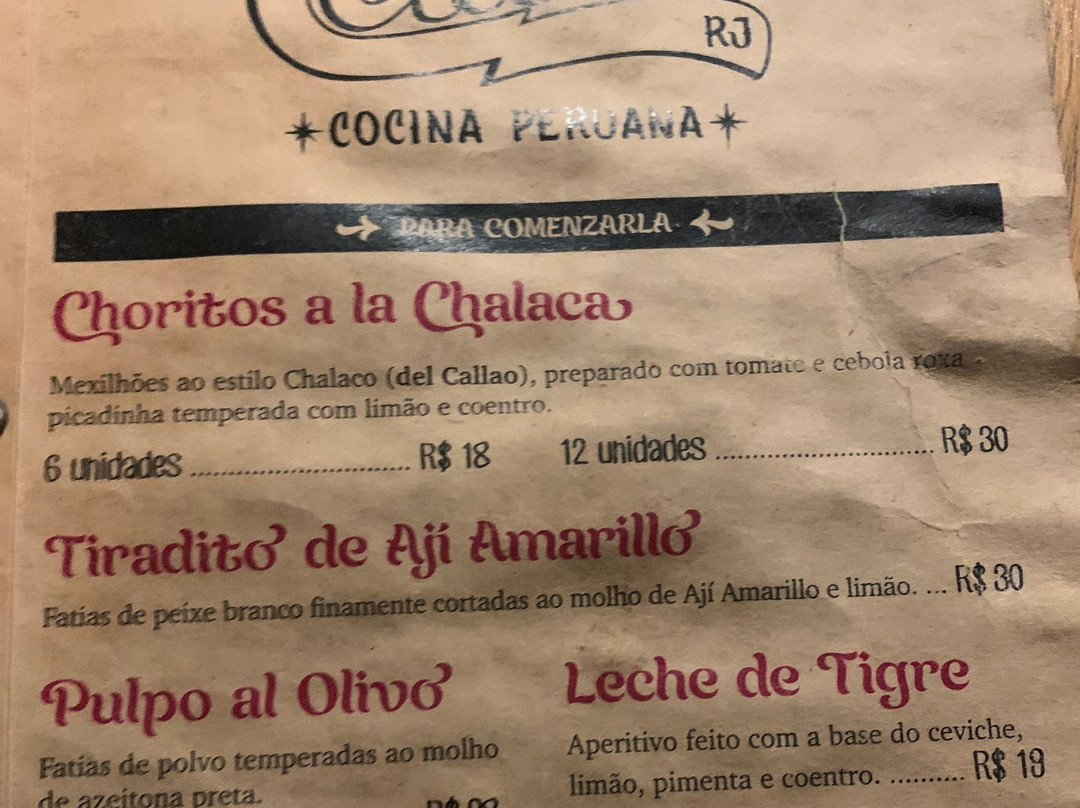 RJ
COCINA PERUANA
PARA COMENZARLA
Choritos a la Chalaca
Mexilhões ao estilo Chalaco (del Callao), preparado com tomate e cebola roxa
picadinha temperada com limão e coentro.
6 unidades ........................... R$ 18 12 unidades ........................... R$ 30
Tiradito de Ají Amarillo
Fatias de peixe branco finamente cortadas ao molho de Ají Amarillo e limão. ... R$ 30
Pulpo al Olivo
Fatias de polvo temperadas ao molho
de azeitona preta.
Leche de Tigre
Aperitivo feito com a base do ceviche,
limão, pimenta e coentro. .......... R$ 19